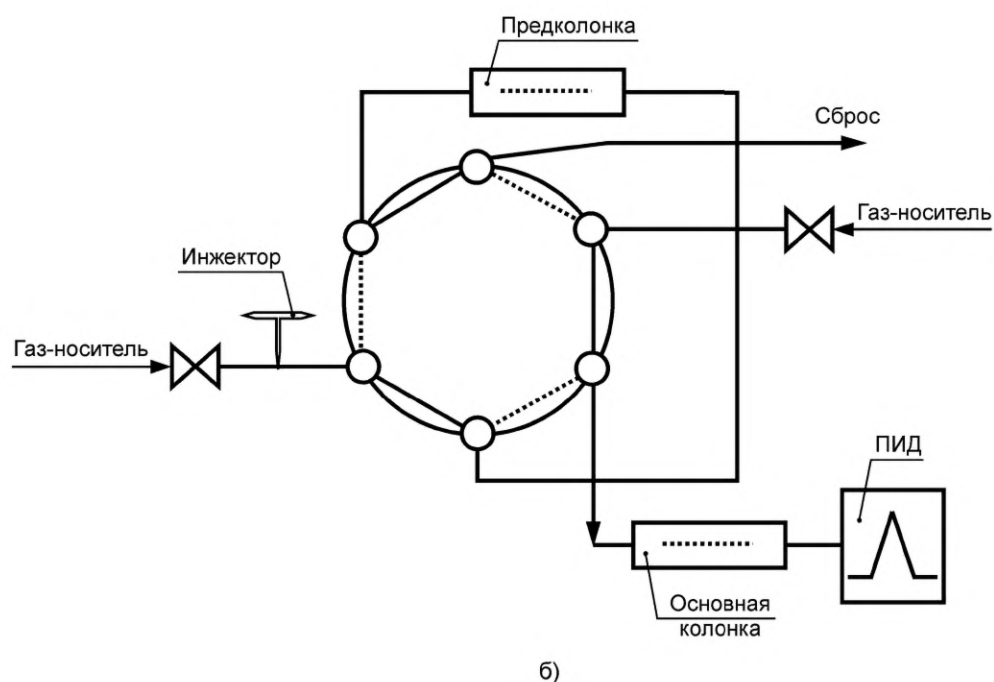 Предколонка
Сброс
Газ-носитель
Инжектор
Газ-носитель
ПИД
Основная
колонка
б)